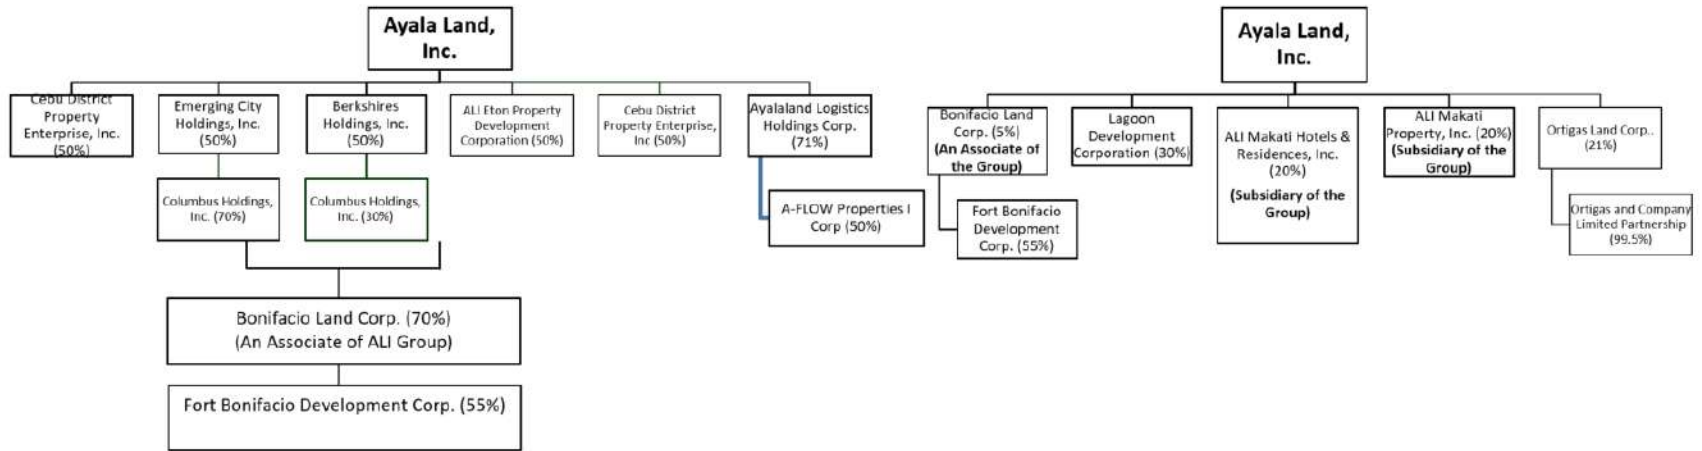 Ayala Land,
Inc.
Cebu District
Property
Enterprise, Inc.
(50%)
Emerging City
Holdings, Inc.
(50%)
Berkshires
Holdings, Inc.
(50%)
ALI Eton Property
Development
Corporation (50%)
Cebu District
Property Enterprise,
Inc (50%)
Ayalaland Logistics
Holdings Corp.
(71%)
Columbus Holdings,
Inc. (70%)
Columbus Holdings,
Inc. (30%)
A-FLOW Properties I
Corp (50%)
Bonifacio Land Corp. (70%)
(An Associate of ALI Group)
Fort Bonifacio Development Corp. (55%)
Ayala Land,
Inc.
Bonifacio Land
Corp. (5%)
(An Associate of
the Group)
Lagoon
Development
Corporation (30%)
ALI Makati Hotels &
Residences, Inc.
(20%)
(Subsidiary of the
Group)
ALI Makati
Property, Inc. (20%)
(Subsidiary of the
Group)
Ortigas Land Corp..
(21%)
Fort Bonifacio
Development
Corp. (55%)
Ortigas and Company
Limited Partnership
(99.5%)